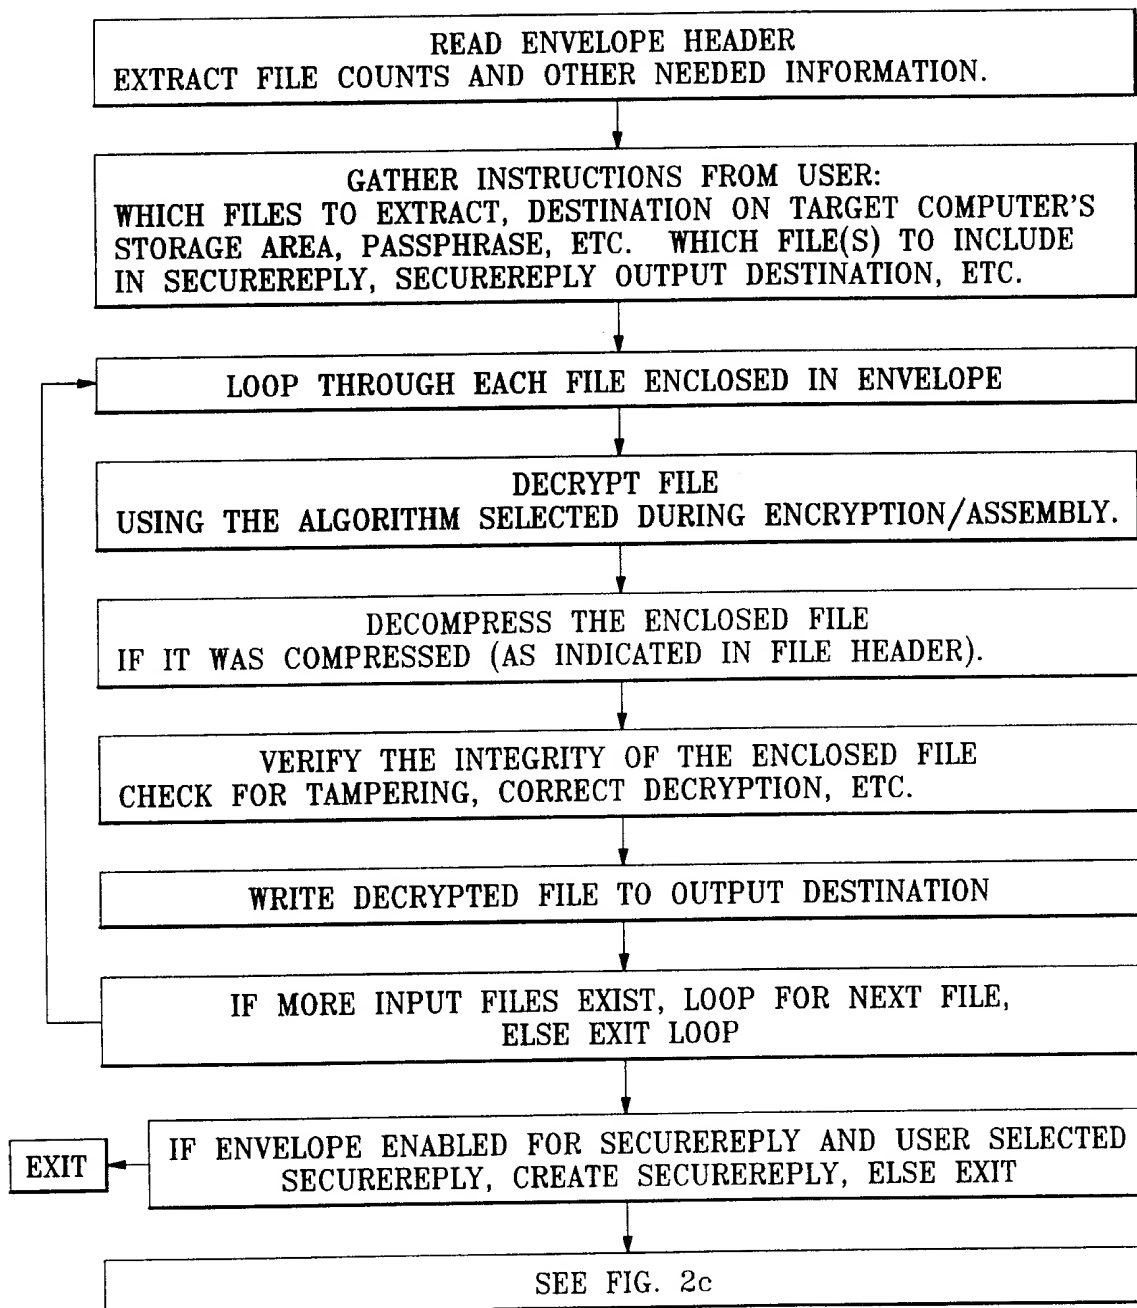 READ ENVELOPE HEADER
EXTRACT FILE COUNTS AND OTHER NEEDED INFORMATION.
GATHER INSTRUCTIONS FROM USER:
WHICH FILES TO EXTRACT, DESTINATION ON TARGET COMPUTER'S
STORAGE AREA, PASSPHRASE, ETC. WHICH FILE(S) TO INCLUDE
IN SECUREREPLY, SECUREREPLY OUTPUT DESTINATION, ETC.
LOOP THROUGH EACH FILE ENCLOSED IN ENVELOPE
DECRYPT FILE
USING THE ALGORITHM SELECTED DURING ENCRYPTION/ASSEMBLY.
DECOMPRESS THE ENCLOSED FILE
IF IT WAS COMPRESSED (AS INDICATED IN FILE HEADER).
VERIFY THE INTEGRITY OF THE ENCLOSED FILE
CHECK FOR TAMPERING, CORRECT DECRYPTION, ETC.
WRITE DECRYPTED FILE TO OUTPUT DESTINATION
IF MORE INPUT FILES EXIST, LOOP FOR NEXT FILE,
ELSE EXIT LOOP
IF ENVELOPE ENABLED FOR SECUREREPLY AND USER SELECTED
SECUREREPLY, CREATE SECUREREPLY, ELSE EXIT
EXIT
SEE FIG. 2c